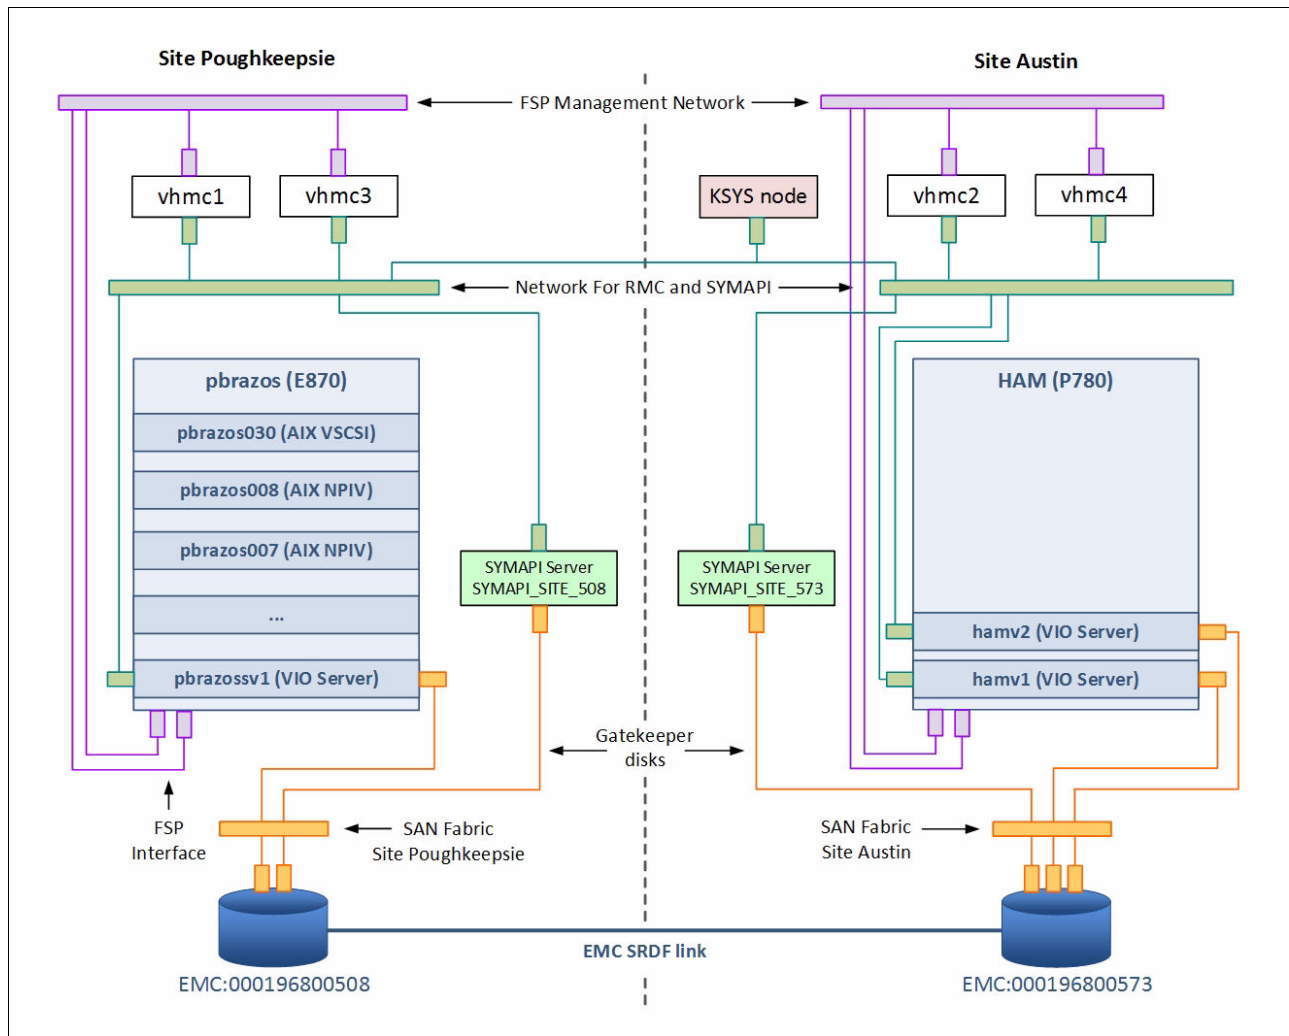 Site Poughkeepsie
Site Austin
FSP Management Network
vhmc1
vhmc3
KSYS node
vhmc2
vhmc4
Network For RMC and SYMAPI
pbrazos (E870)
HAM (P780)
pbrazos030 (AIX VSCSI)
pbrazos008 (AIX NPIV)
pbrazos007 (AIX NPIV)
SYMAPI Server
SYMAPI_SITE_508
SYMAPI Server
SYMAPI_SITE_573
...
hamv2 (VIO Server)
pbrazossv1 (VIO Server)
hamv1 (VIO Server)
Gatekeeper
disks
FSP
Interface
SAN Fabric
Site Poughkeepsie
SAN Fabric
Site Austin
EMC SRDF link
EMC:000196800508
EMC:000196800573